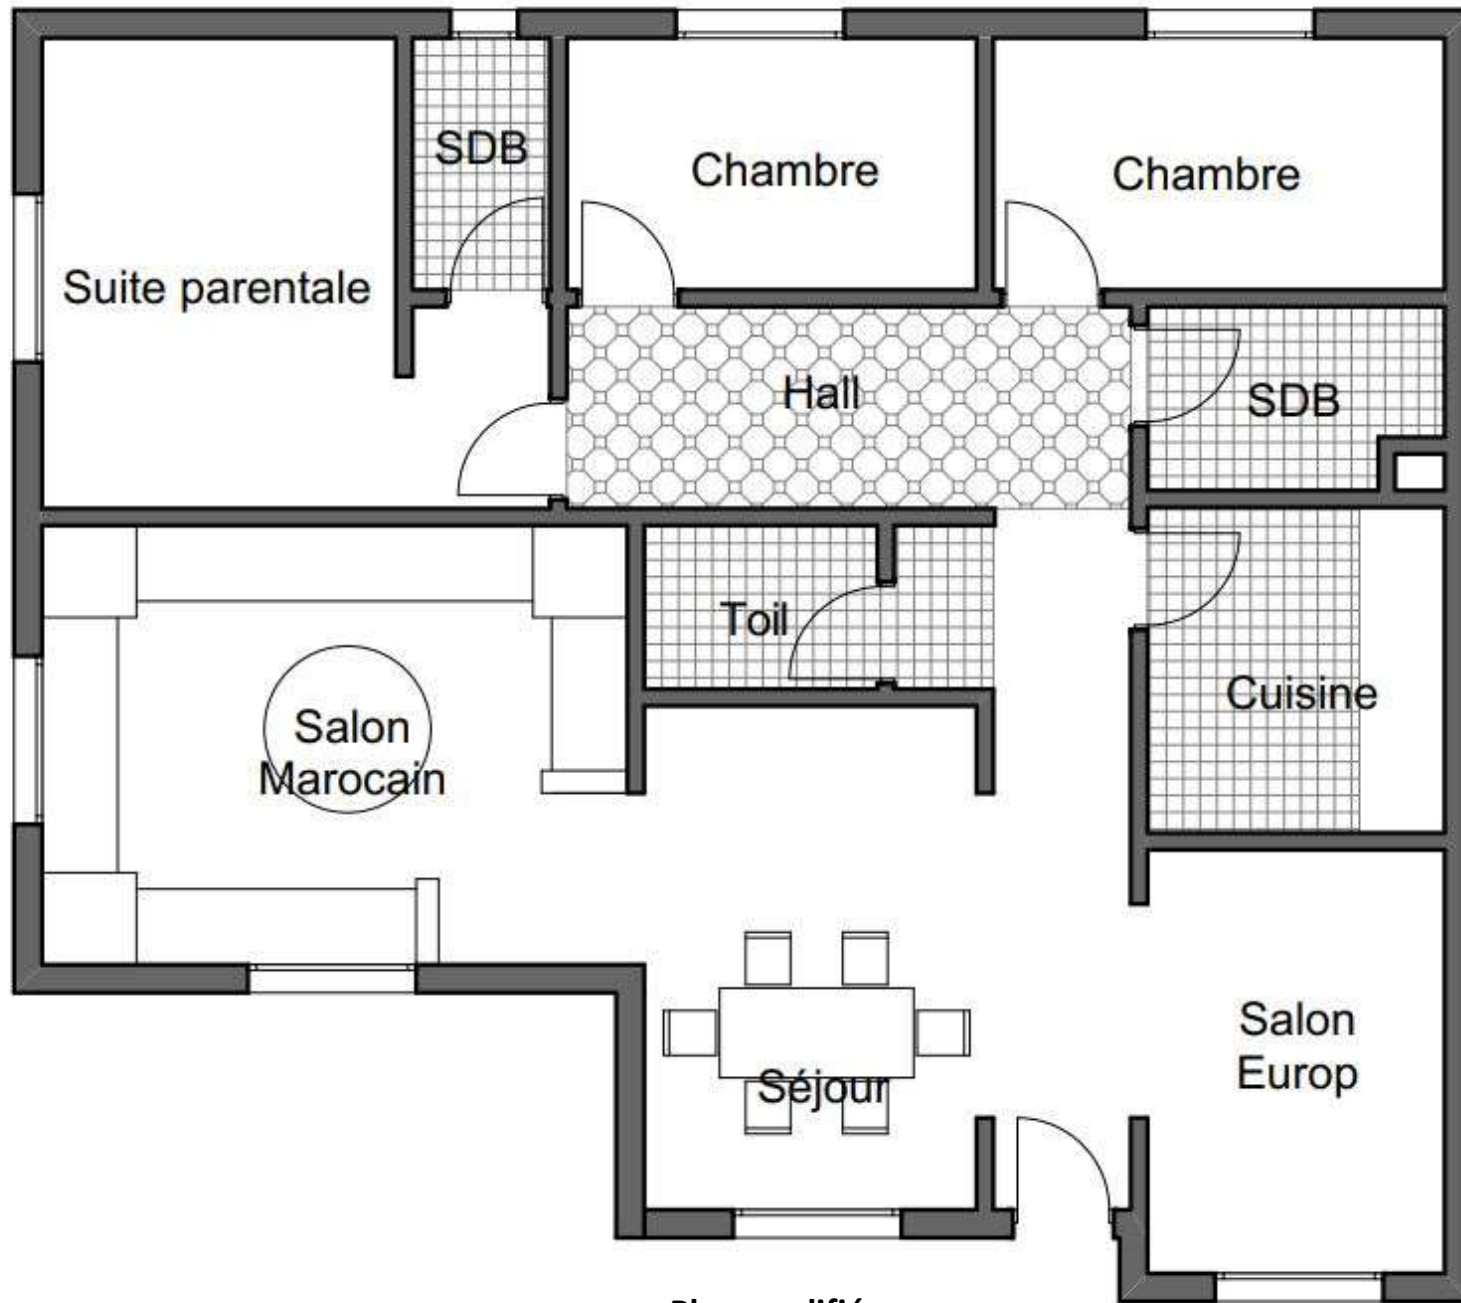 SDB
Chambre
Chambre
Suite parentale
Hall
SDB
Toil
Cuisine
Salon
Marocain
Séjour
Salon
Europ